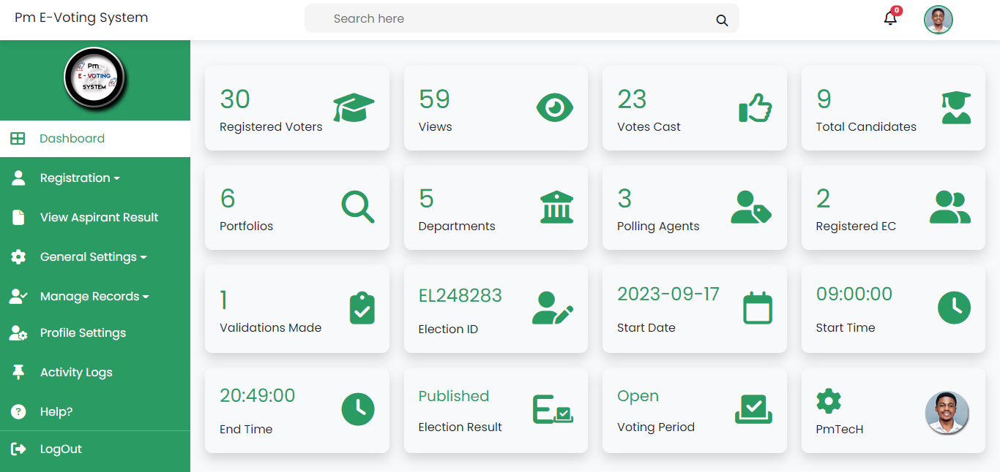 Pm E-Voting System
Search here
0
Pm
E - VOTING
SYSTEM
Dashboard
Registration
View Aspirant Result
General Settings
Manage Records
Profile Settings
Activity Logs
? Help?
LogOut
30
Registered Voters
59
Views
23
Votes Cast
9
Total Candidates
6
Portfolios
5
Departments
3
Polling Agents
2
Registered EC
1
Validations Made
EL248283
Election ID
2023-09-17
Start Date
09:00:00
Start Time
20:49:00
End Time
Published
Election Result
E
Open
Voting Period
PmTecH